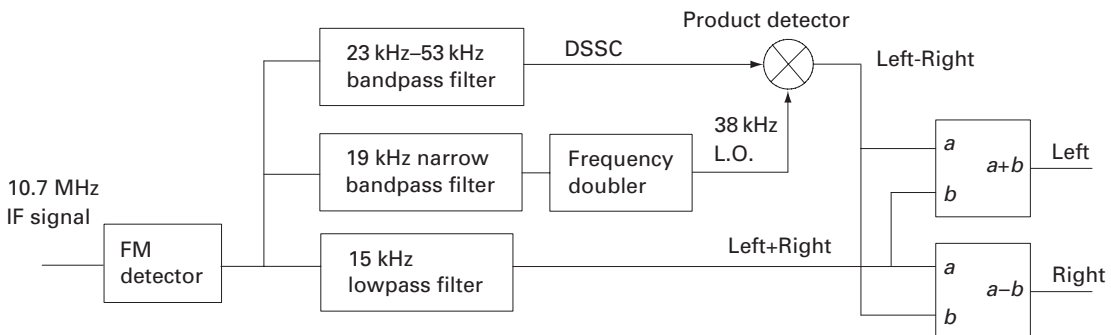 Product detector
23 kHz–53 kHz
bandpass filter
DSSC
Left-Right
38 kHz
L.O.
19 kHz narrow
bandpass filter
Frequency
doubler
a
b
a+b
Left
10.7 MHz
IF signal
FM
detector
15 kHz
lowpass filter
Left+Right
a
b
a–b
Right